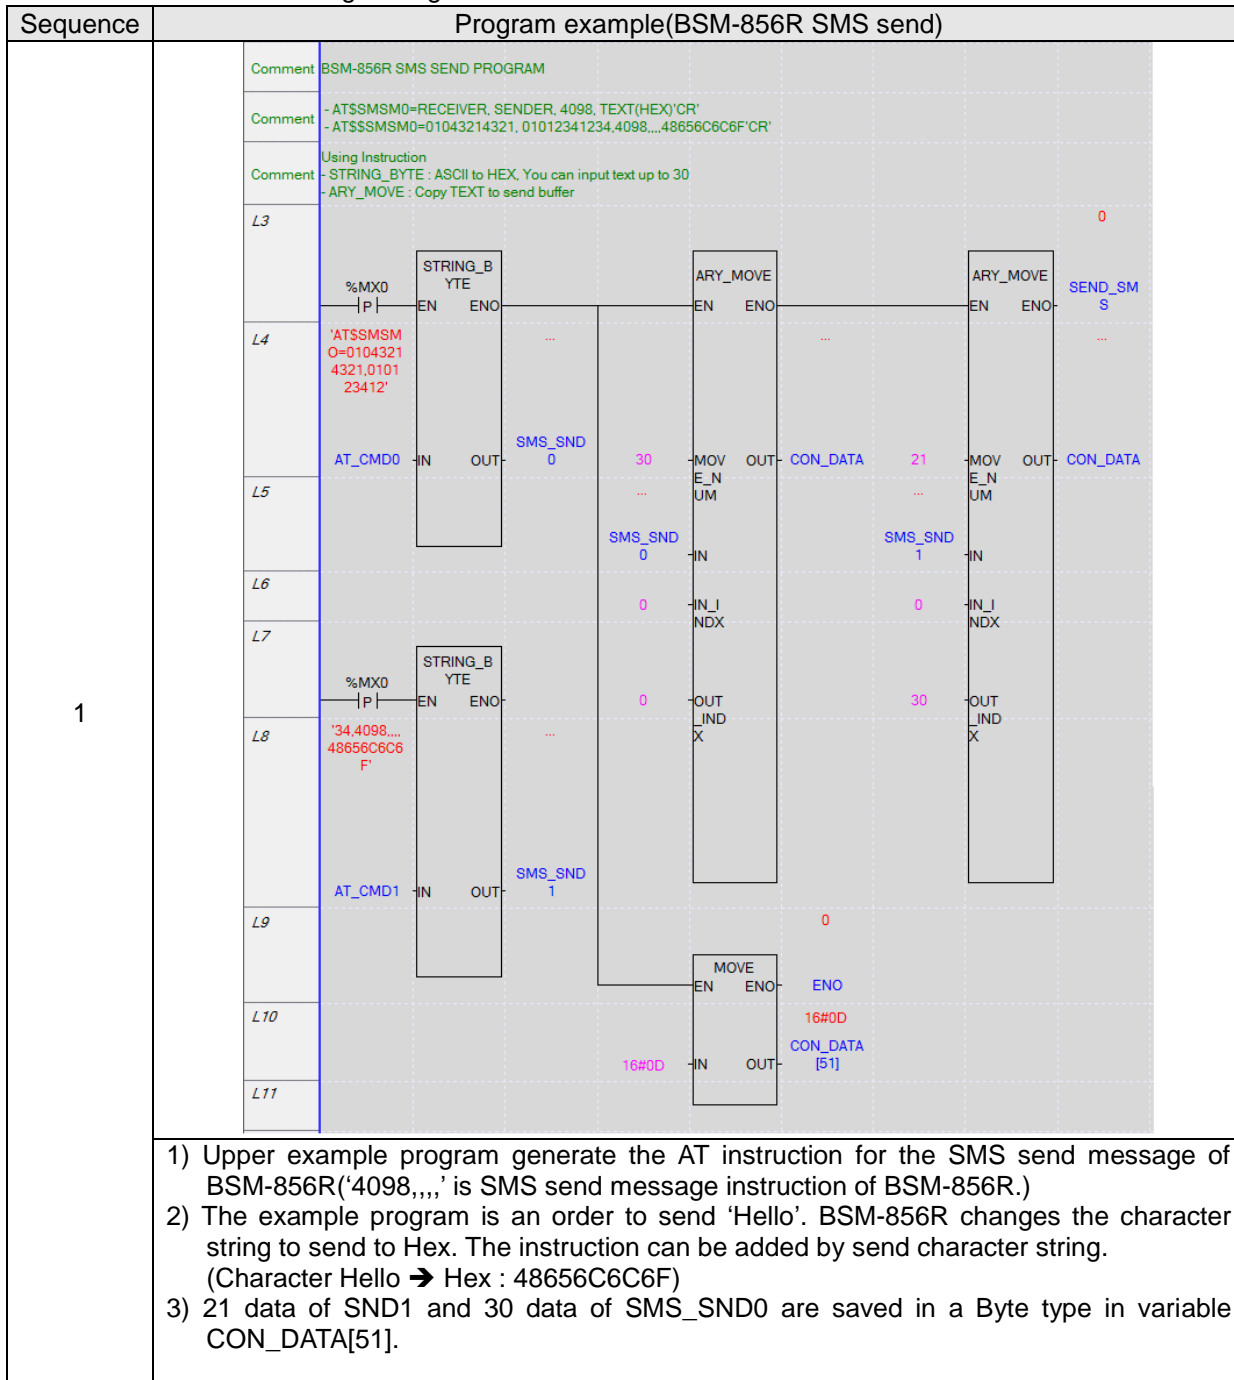 Sequence
Program example(BSM-856R SMS send)
1
Comment
BSM-856R SMS SEND PROGRAM
Comment
- AT$SMSM0=RECEIVER, SENDER, 4098, TEXT(HEX)'CR'
- AT$$SMSM0=01043214321, 01012341234,4098,,,,48656C6C6F'CR'
Comment
Using Instruction
- STRING_BYTE : ASCII to HEX, You can input text up to 30
- ARY_MOVE : Copy TEXT to send buffer
L3
0
%MX0
P
STRING_B
YTE
EN ENO
ARY_MOVE
EN ENO
ARY_MOVE
EN ENO
SEND_SM
S
L4
'AT$SMSM
O=0104321
4321,0101
23412'
...
...
...
AT_CMD0
IN OUT
SMS_SND
0
30
MOV
E_N
UM
OUT
CON_DATA
21
MOV
E_N
UM
OUT
CON_DATA
L5
...
...
SMS_SND
0
IN
SMS_SND
1
IN
L6
0
IN_I
NDX
0
IN_I
NDX
L7
%MX0
P
STRING_B
YTE
EN ENO
0
OUT
_IND
X
30
OUT
_IND
X
L8
'34,4098,,,,
48656C6C6
F'
...
AT_CMD1
IN OUT
SMS_SND
1
L9
0
MOVE
EN ENO
ENO
L10
16#0D
16#0D
IN OUT
CON_DATA
[51]
L11
1) Upper example program generate the AT instruction for the SMS send message of
BSM-856R(‘4098,,,,’ is SMS send message instruction of BSM-856R.)
2) The example program is an order to send ‘Hello’. BSM-856R changes the character
string to send to Hex. The instruction can be added by send character string.
(Character Hello ➔ Hex : 48656C6C6F)
3) 21 data of SND1 and 30 data of SMS_SND0 are saved in a Byte type in variable
CON_DATA[51].